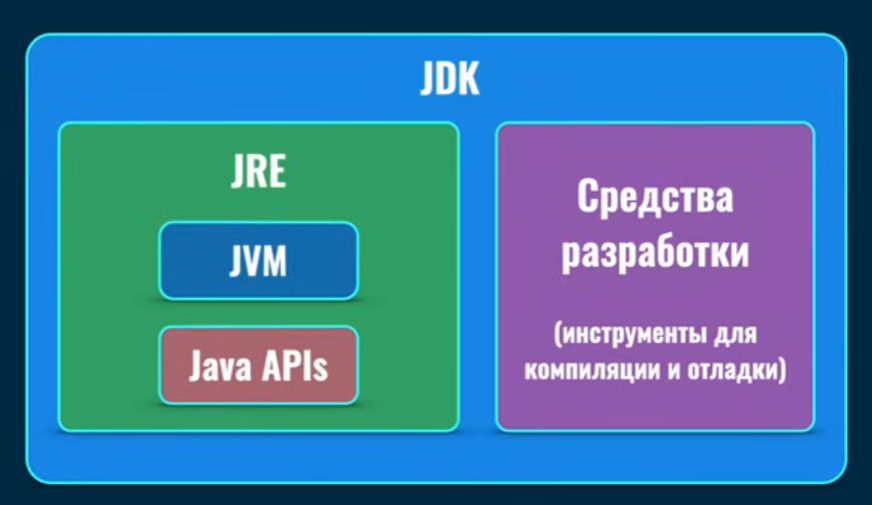 JDK
JRE
JVM
Java APIs
Средства
разработки
(инструменты для
компиляции и отладки)